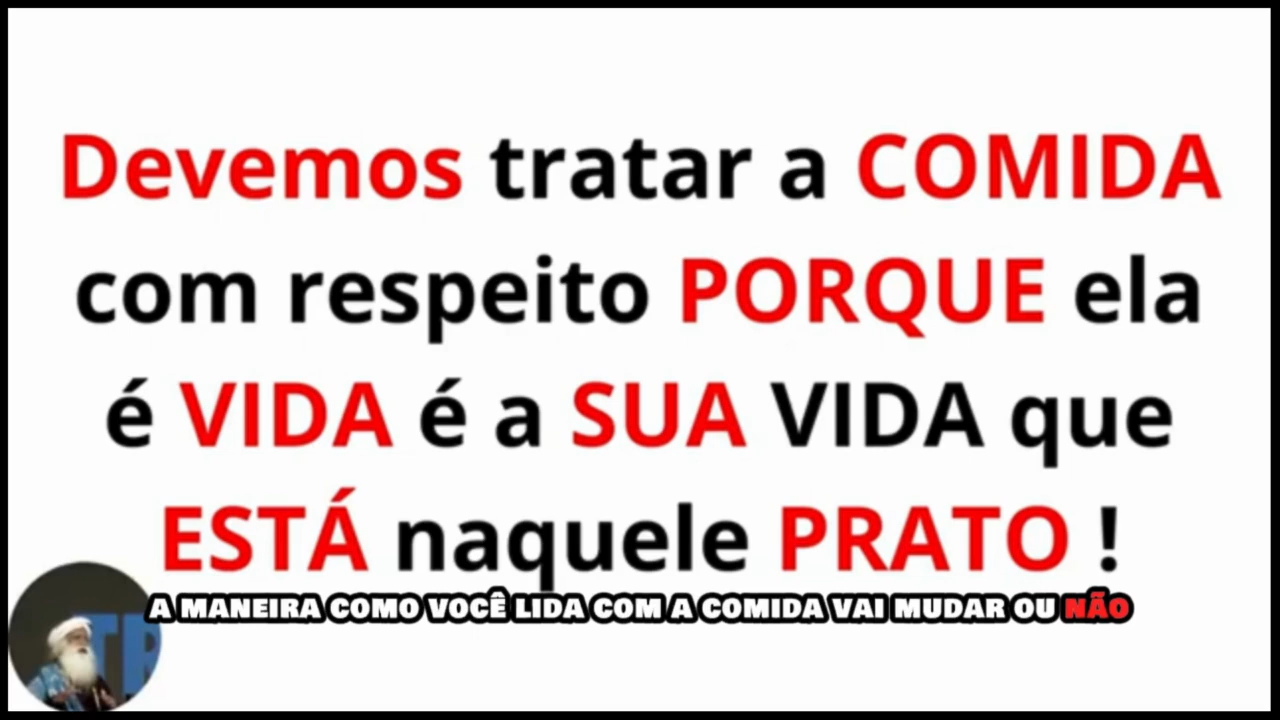 Devemos tratar a COMIDA
com respeito PORQUE ela
é VIDA é a SUA VIDA que
ESTÁ naquele PRATO !
A MANEIRA COMO VOCÊ LIDA COM A COMIDA VAI MUDAR OU NÃO